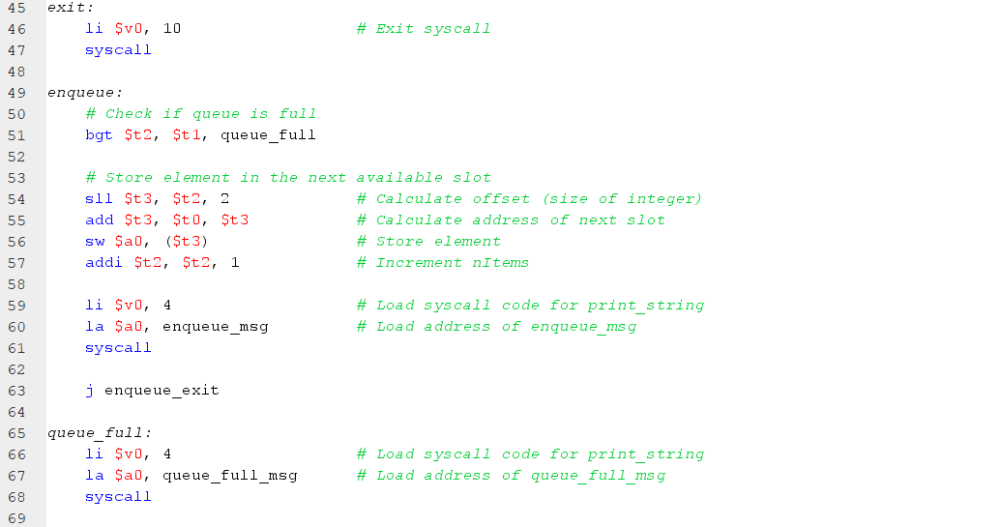 45 exit:
46     li $v0, 10                  # Exit syscall
47     syscall
48
49 enqueue:
50     # Check if queue is full
51     bgt $t2, $t1, queue_full
52
53     # Store element in the next available slot
54     sll $t3, $t2, 2             # Calculate offset (size of integer)
55     add $t3, $t0, $t3           # Calculate address of next slot
56     sw $a0, ($t3)               # Store element
57     addi $t2, $t2, 1            # Increment nItems
58
59     li $v0, 4                   # Load syscall code for print_string
60     la $a0, enqueue_msg         # Load address of enqueue_msg
61     syscall
62
63     j enqueue_exit
64
65 queue_full:
66     li $v0, 4                   # Load syscall code for print_string
67     la $a0, queue_full_msg      # Load address of queue_full_msg
68     syscall
69